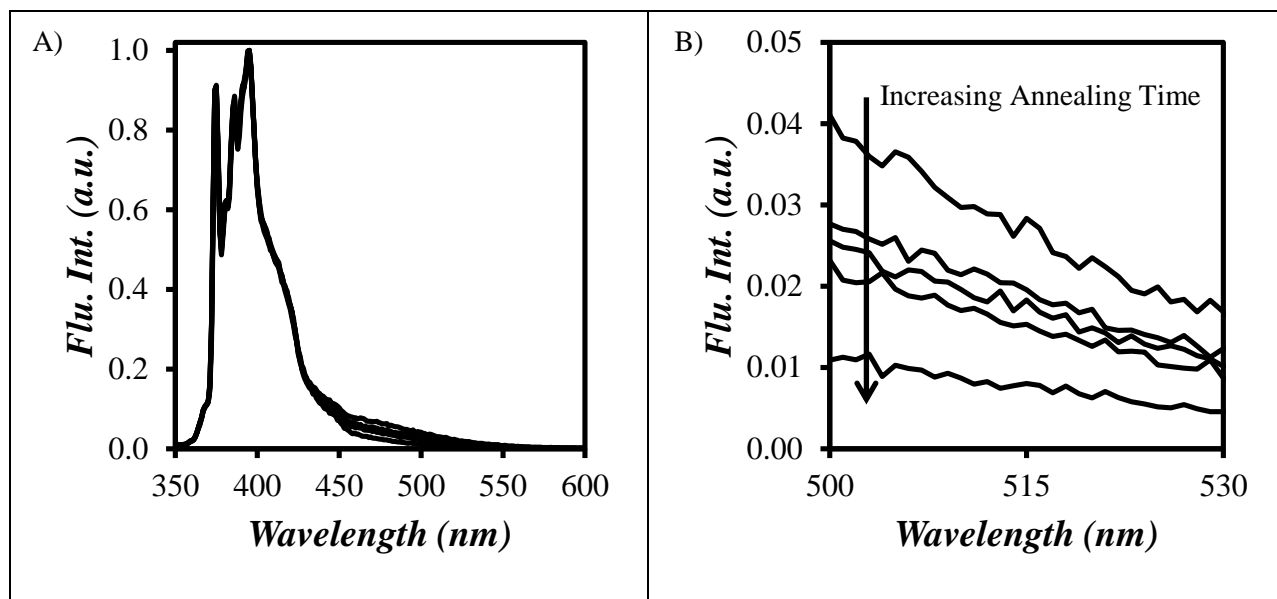 A)
Flu. Int. (a.u.)
1.0
0.8
0.6
0.4
0.2
0.0
350 400 450 500 550 600
Wavelength (nm)
B)
Flu. Int. (a.u.)
0.05
0.04
0.03
0.02
0.01
0.00
Increasing Annealing Time
500 515 530
Wavelength (nm)